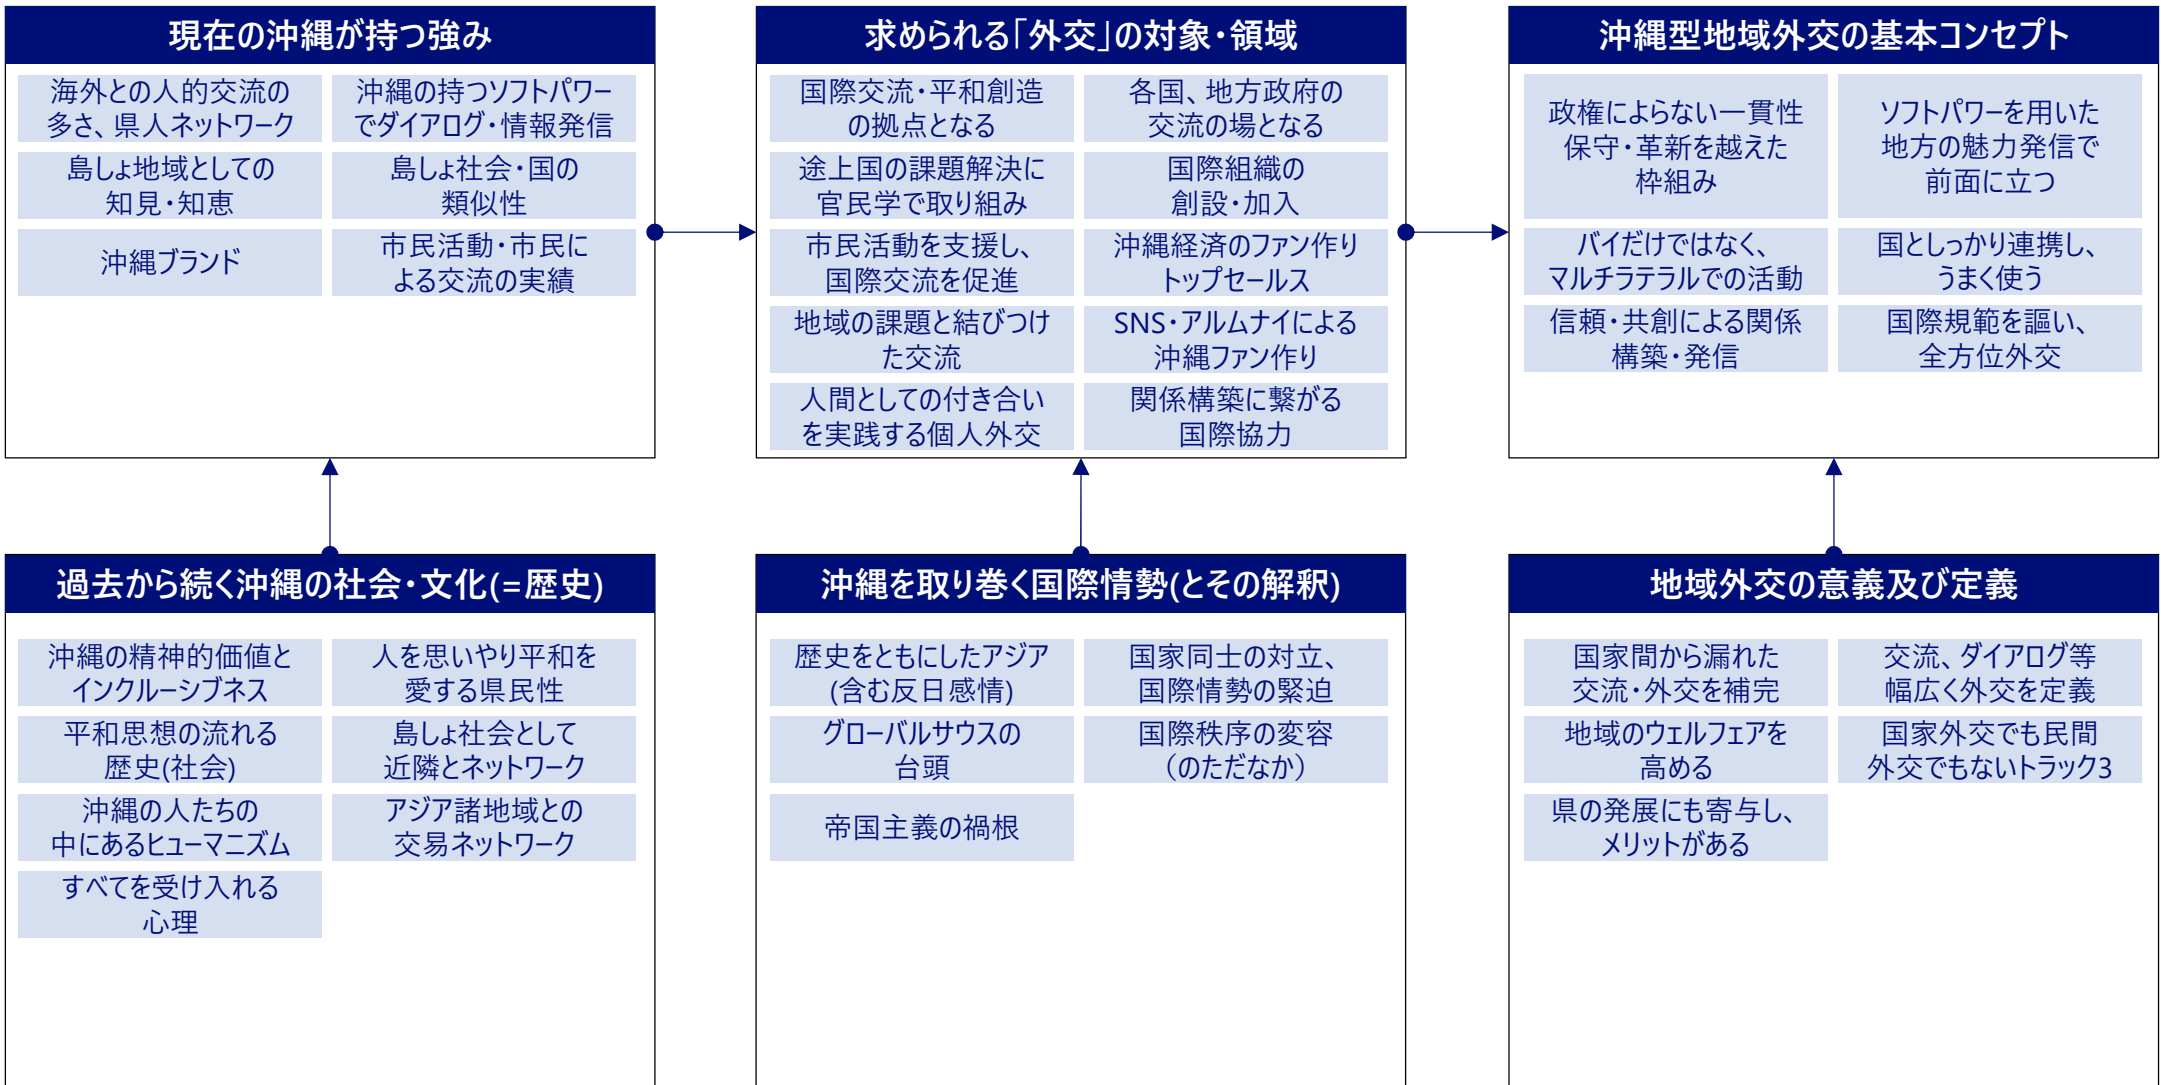 現在の沖縄が持つ強み
海外との人的交流の
多さ、県人ネットワーク
沖縄の持つソフトパワー
でダイアログ・情報発信
島しょ地域としての
知見・知恵
島しょ社会・国の
類似性
沖縄ブランド
市民活動・市民に
よる交流の実績
求められる「外交」の対象・領域
国際交流・平和創造
の拠点となる
各国、地方政府の
交流の場となる
途上国の課題解決に
官民学で取り組み
国際組織の
創設・加入
市民活動を支援し、
国際交流を促進
沖縄経済のファン作り
トップセールス
地域の課題と結びつけ
た交流
SNS・アルムナイによる
沖縄ファン作り
人間としての付き合い
を実践する個人外交
関係構築に繋がる
国際協力
沖縄型地域外交の基本コンセプト
政権によらない一貫性
保守・革新を越えた
枠組み
ソフトパワーを用いた
地方の魅力発信で
前面に立つ
バイだけではなく、
マルチラテラルでの活動
国としっかり連携し、
うまく使う
信頼・共創による関係
構築・発信
国際規範を謳い、
全方位外交
過去から続く沖縄の社会・文化(=歴史)
沖縄の精神的価値と
インクルーシブネス
人を思いやり平和を
愛する県民性
平和思想の流れる
歴史(社会)
島しょ社会として
近隣とネットワーク
沖縄の人たちの
中にあるヒューマニズム
アジア諸地域との
交易ネットワーク
すべてを受け入れる
心理
沖縄を取り巻く国際情勢(とその解釈)
歴史をともにしたアジア
(含む反日感情)
国家同士の対立、
国際情勢の緊迫
グローバルサウスの
台頭
国際秩序の変容
（のただなか）
帝国主義の禍根
地域外交の意義及び定義
国家間から漏れた
交流・外交を補完
交流、ダイアログ等
幅広く外交を定義
地域のウェルフェアを
高める
国家外交でも民間
外交でもないトラック3
県の発展にも寄与し、
メリットがある